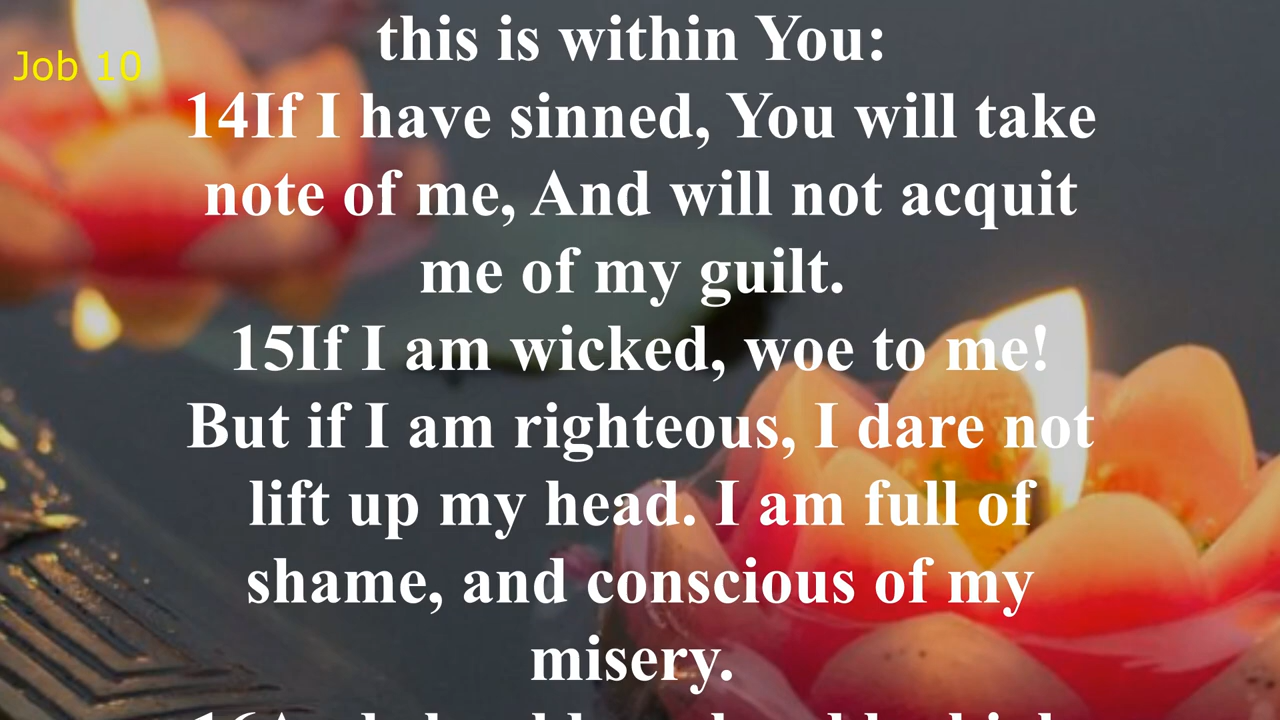 this is within You:
Job 10
14If I have sinned, You will take
note of me, And will not acquit
me of my guilt.
15If I am wicked, woe to me!
But if I am righteous, I dare not
lift up my head. I am full of
shame, and conscious of my
misery.